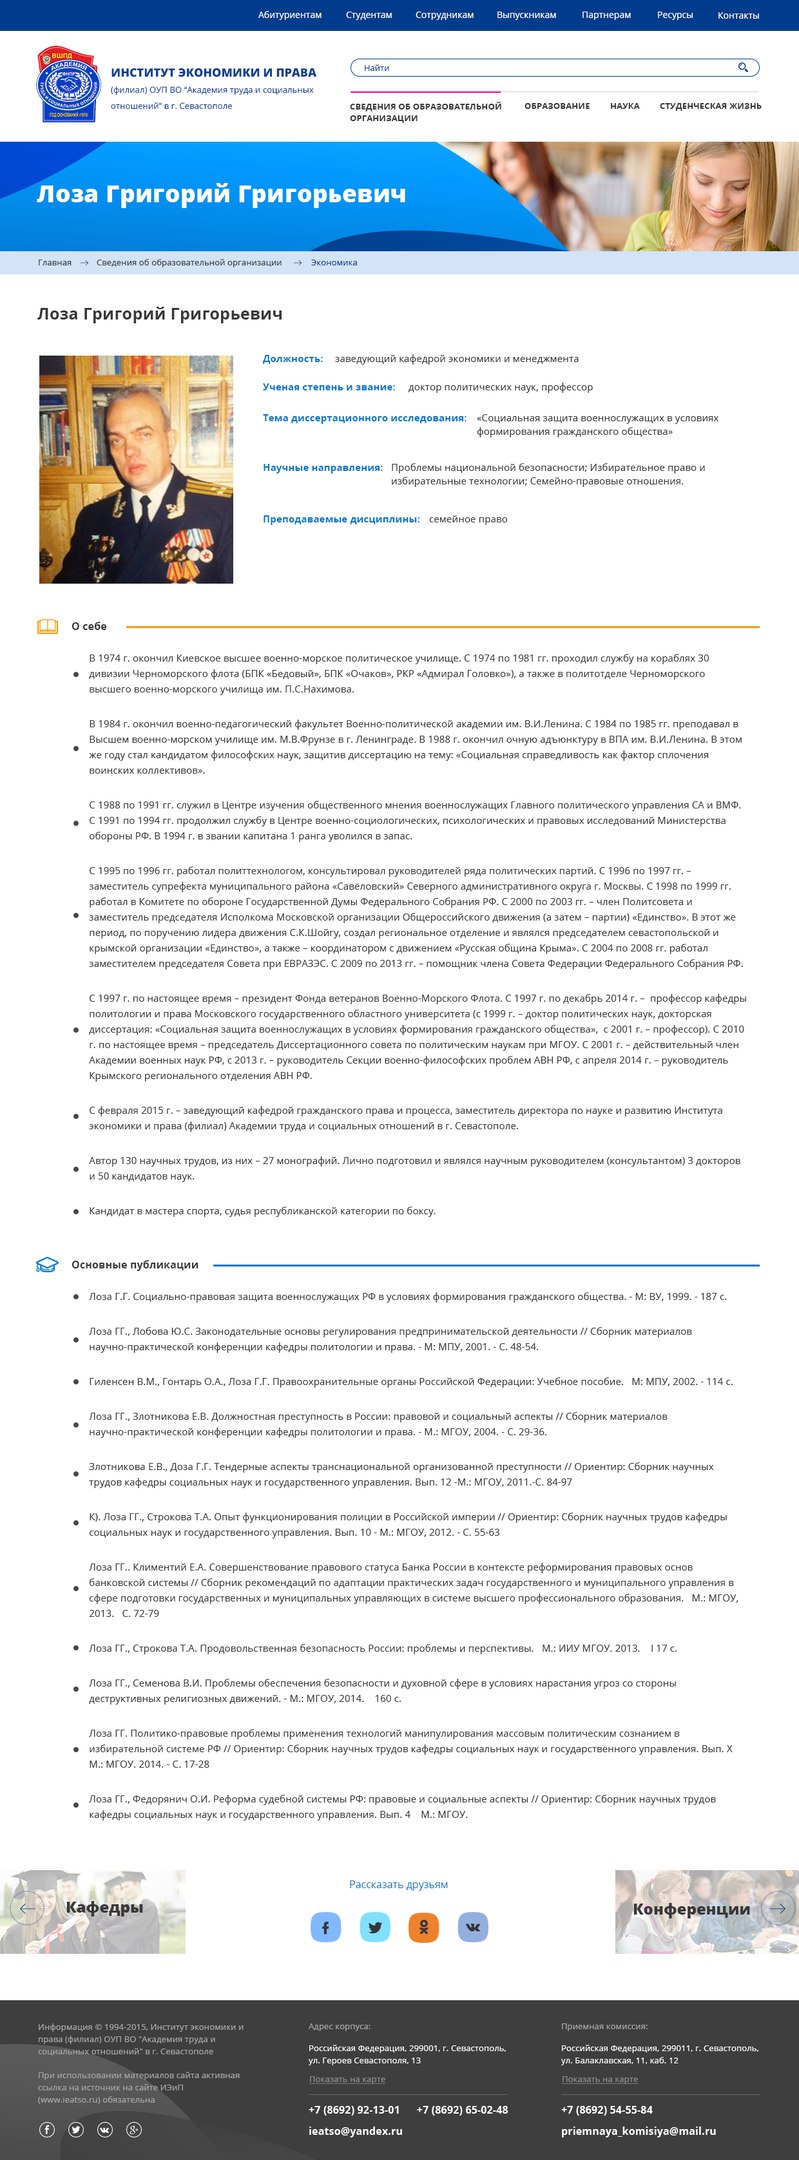 Абитуриентам Студентам Сотрудникам Выпускникам Партнерам Ресурсы Контакты
ВШПД
АКАДЕМИЯ
ГОД ОСНОВАНИЯ 1919
ИНСТИТУТ ЭКОНОМИКИ И ПРАВА
(филиал) ОУП ВО "Академия труда и социальных
отношений" в г. Севастополе
Найти
СВЕДЕНИЯ ОБ ОБРАЗОВАТЕЛЬНОЙ
ОРГАНИЗАЦИИ
ОБРАЗОВАНИЕ НАУКА СТУДЕНЧЕСКАЯ ЖИЗНЬ
Лоза Григорий Григорьевич
Главная → Сведения об образовательной организации → Экономика
Лоза Григорий Григорьевич
Должность: заведующий кафедрой экономики и менеджмента
Ученая степень и звание: доктор политических наук, профессор
Тема диссертационного исследования: «Социальная защита военнослужащих в условиях
формирования гражданского общества»
Научные направления: Проблемы национальной безопасности; Избирательное право и
избирательные технологии; Семейно-правовые отношения.
Преподаваемые дисциплины: семейное право
О себе
В 1974 г. окончил Киевское высшее военно-морское политическое училище. С 1974 по 1981 гг. проходил службу на кораблях 30
дивизии Черноморского флота (БПК «Бедовый», БПК «Очаков», РКР «Адмирал Головко»), а также в политотделе Черноморского
высшего военно-морского училища им. П.С.Нахимова.
В 1984 г. окончил военно-педагогический факультет Военно-политической академии им. В.И.Ленина. С 1984 по 1985 гг. преподавал в
Высшем военно-морском училище им. М.В.Фрунзе в г. Ленинграде. В 1988 г. окончил очную адъюнктуру в ВПА им. В.И.Ленина. В этом
же году стал кандидатом философских наук, защитив диссертацию на тему: «Социальная справедливость как фактор сплочения
воинских коллективов».
С 1988 по 1991 гг. служил в Центре изучения общественного мнения военнослужащих Главного политического управления СА и ВМФ.
С 1991 по 1994 гг. продолжил службу в Центре военно-социологических, психологических и правовых исследований Министерства
обороны РФ. В 1994 г. в звании капитана 1 ранга уволился в запас.
С 1995 по 1996 гг. работал политтехнологом, консультировал руководителей ряда политических партий. С 1996 по 1997 гг. –
заместитель супрефекта муниципального района «Савёловский» Северного административного округа г. Москвы. С 1998 по 1999 гг.
работал в Комитете по обороне Государственной Думы Федерального Собрания РФ. С 2000 по 2003 гг. – член Политсовета и
заместитель председателя Исполкома Московской организации Общероссийского движения (а затем – партии) «Единство». В этот же
период, по поручению лидера движения С.К.Шойгу, создал региональное отделение и являлся председателем севастопольской и
крымской организации «Единство», а также – координатором с движением «Русская община Крыма». С 2004 по 2008 гг. работал
заместителем председателя Совета при ЕВРАЗЭС. С 2009 по 2013 гг. – помощник члена Совета Федерации Федерального Собрания РФ.
С 1997 г. по настоящее время – президент Фонда ветеранов Военно-Морского Флота. С 1997 г. по декабрь 2014 г. – профессор кафедры
политологии и права Московского государственного областного университета (с 1999 г. – доктор политических наук, докторская
диссертация: «Социальная защита военнослужащих в условиях формирования гражданского общества», с 2001 г. – профессор). С 2010
г. по настоящее время – председатель Диссертационного совета по политическим наукам при МГОУ. С 2001 г. – действительный член
Академии военных наук РФ, с 2013 г. – руководитель Секции военно-философских проблем АВН РФ, с апреля 2014 г. – руководитель
Крымского регионального отделения АВН РФ.
С февраля 2015 г. – заведующий кафедрой гражданского права и процесса, заместитель директора по науке и развитию Института
экономики и права (филиал) Академии труда и социальных отношений в г. Севастополе.
Автор 130 научных трудов, из них – 27 монографий. Лично подготовил и являлся научным руководителем (консультантом) 3 докторов
и 50 кандидатов наук.
Кандидат в мастера спорта, судья республиканской категории по боксу.
Основные публикации
Лоза Г.Г. Социально-правовая защита военнослужащих РФ в условиях формирования гражданского общества. - М: ВУ, 1999. - 187 с.
Лоза ГГ., Лобова Ю.С. Законодательные основы регулирования предпринимательской деятельности // Сборник материалов
научно-практической конференции кафедры политологии и права. - М: МПУ, 2001. - С. 48-54.
Гиленсен В.М., Гонтарь О.А., Лоза Г.Г. Правоохранительные органы Российской Федерации: Учебное пособие. М: МПУ, 2002. - 114 с.
Лоза ГГ., Злотникова Е.В. Должностная преступность в России: правовой и социальный аспекты // Сборник материалов
научно-практической конференции кафедры политологии и права. - М.: МГОУ, 2004. - С. 29-36.
Злотникова Е.В., Доза Г.Г. Тендерные аспекты транснациональной организованной преступности // Ориентир: Сборник научных
трудов кафедры социальных наук и государственного управления. Вып. 12 -М.: МГОУ, 2011.-С. 84-97
К). Лоза ГГ., Строкова Т.А. Опыт функционирования полиции в Российской империи // Ориентир: Сборник научных трудов кафедры
социальных наук и государственного управления. Вып. 10 - М.: МГОУ, 2012. - С. 55-63
Лоза ГГ.. Климентий Е.А. Совершенствование правового статуса Банка России в контексте реформирования правовых основ
банковской системы // Сборник рекомендаций по адаптации практических задач государственного и муниципального управления в
сфере подготовки государственных и муниципальных управляющих в системе высшего профессионального образования. М.: МГОУ,
2013. С. 72-79
Лоза ГГ., Строкова Т.А. Продовольственная безопасность России: проблемы и перспективы. М.: ИИУ МГОУ. 2013. I 17 с.
Лоза ГГ., Семенова В.И. Проблемы обеспечения безопасности и духовной сфере в условиях нарастания угроз со стороны
деструктивных религиозных движений. - М.: МГОУ, 2014. 160 с.
Лоза ГГ. Политико-правовые проблемы применения технологий манипулирования массовым политическим сознанием в
избирательной системе РФ // Ориентир: Сборник научных трудов кафедры социальных наук и государственного управления. Вып. X
М.: МГОУ. 2014. - С. 17-28
Лоза ГГ., Федорянич О.И. Реформа судебной системы РФ: правовые и социальные аспекты // Ориентир: Сборник научных трудов
кафедры социальных наук и государственного управления. Вып. 4 М.: МГОУ.
Кафедры
Рассказать друзьям
Конференции
Информация © 1994-2015, Институт экономики и
права (филиал) ОУП ВО "Академия труда и
социальных отношений" в г. Севастополе
При использовании материалов сайта активная
ссылка на источник на сайте ИЭиП
(www.ieatso.ru) обязательна
Адрес корпуса:
Российская Федерация, 299001, г. Севастополь,
ул. Героев Севастополя, 13
Показать на карте
+7 (8692) 92-13-01 +7 (8692) 65-02-48
ieatso@yandex.ru
Приемная комиссия:
Российская Федерация, 299011, г. Севастополь,
ул. Балаклавская, 11, каб. 12
Показать на карте
+7 (8692) 54-55-84
priemnaya_komisiya@mail.ru